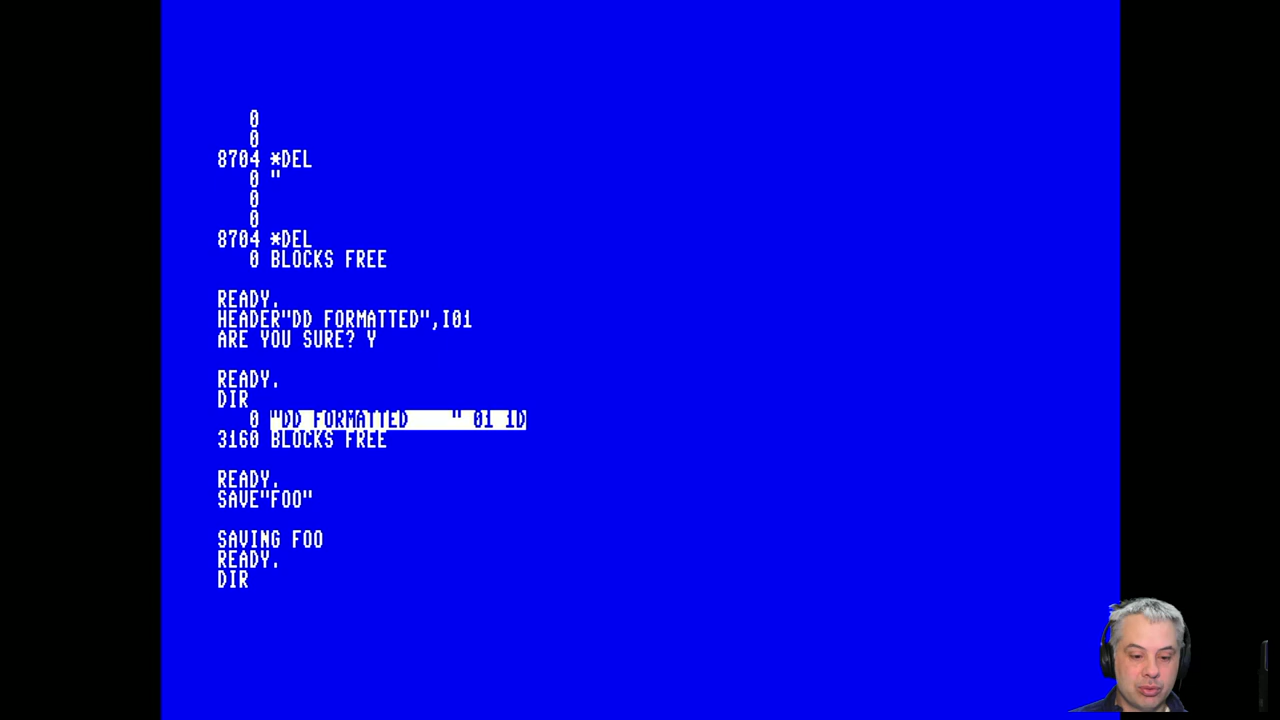 0
0
8704 *DEL
0 "
0
0
8704 *DEL
0 BLOCKS FREE
READY.
HEADER"DD FORMATTED",I01
ARE YOU SURE? Y
READY.
DIR
0 "DD FORMATTED    " 01 1D
3160 BLOCKS FREE
READY.
SAVE"FOO"
SAVING FOO
READY.
DIR